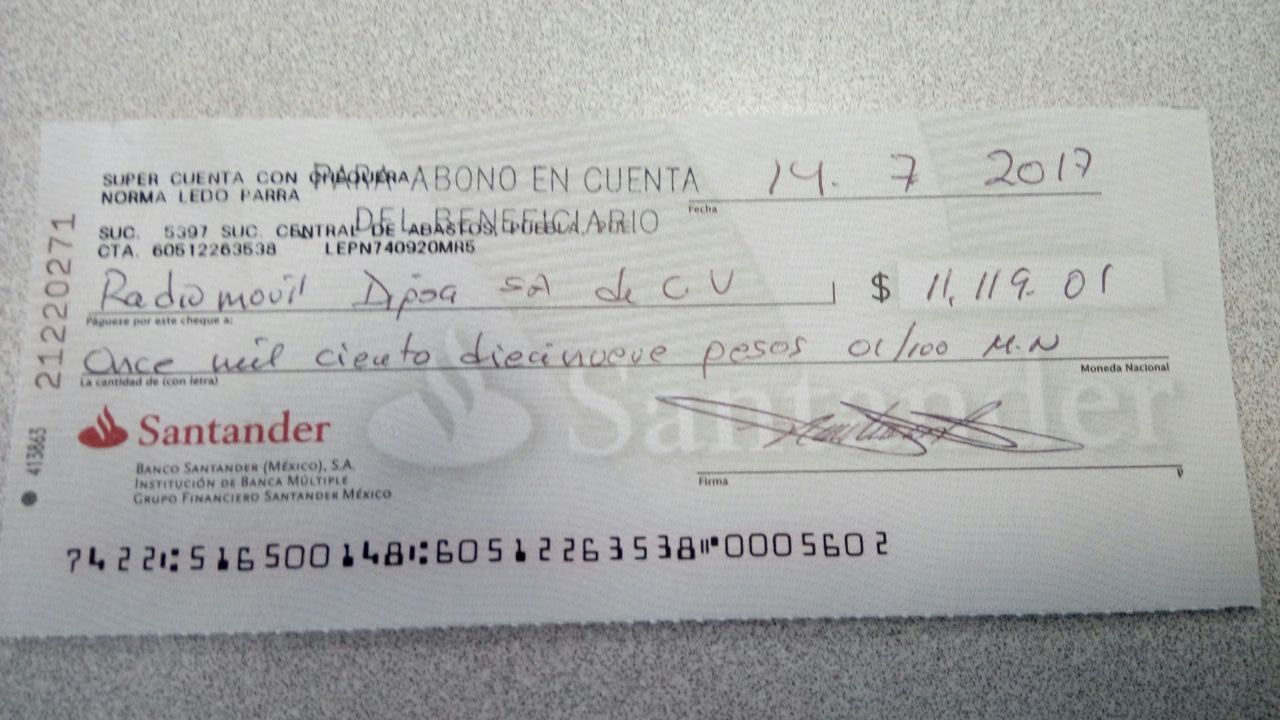 SUPER CUENTA CON CHEQUERA
NORMA LEDO PARRA
PARA ABONO EN CUENTA
DEL BENEFICIARIO
14. 7 2017
Fecha
SUC. 5397 SUC. CENTRAL DE ABASTOS, PUEBLA, PUE
CTA. 60512263538 LEPN740920MR5
Radiomovil Dipsa sa de CV $ 11,119.01
Páguese por este cheque a:
Once mil ciento diecinueve pesos 01/100 M.N
La cantidad de (con letra) Moneda Nacional
Santander
Santander
BANCO SANTANDER (MÉXICO), S.A.
INSTITUCIÓN DE BANCA MÚLTIPLE
GRUPO FINANCIERO SANTANDER MÉXICO
Firma
7422⑆516500148⑆60512263538⑈0005602
21220271
413863